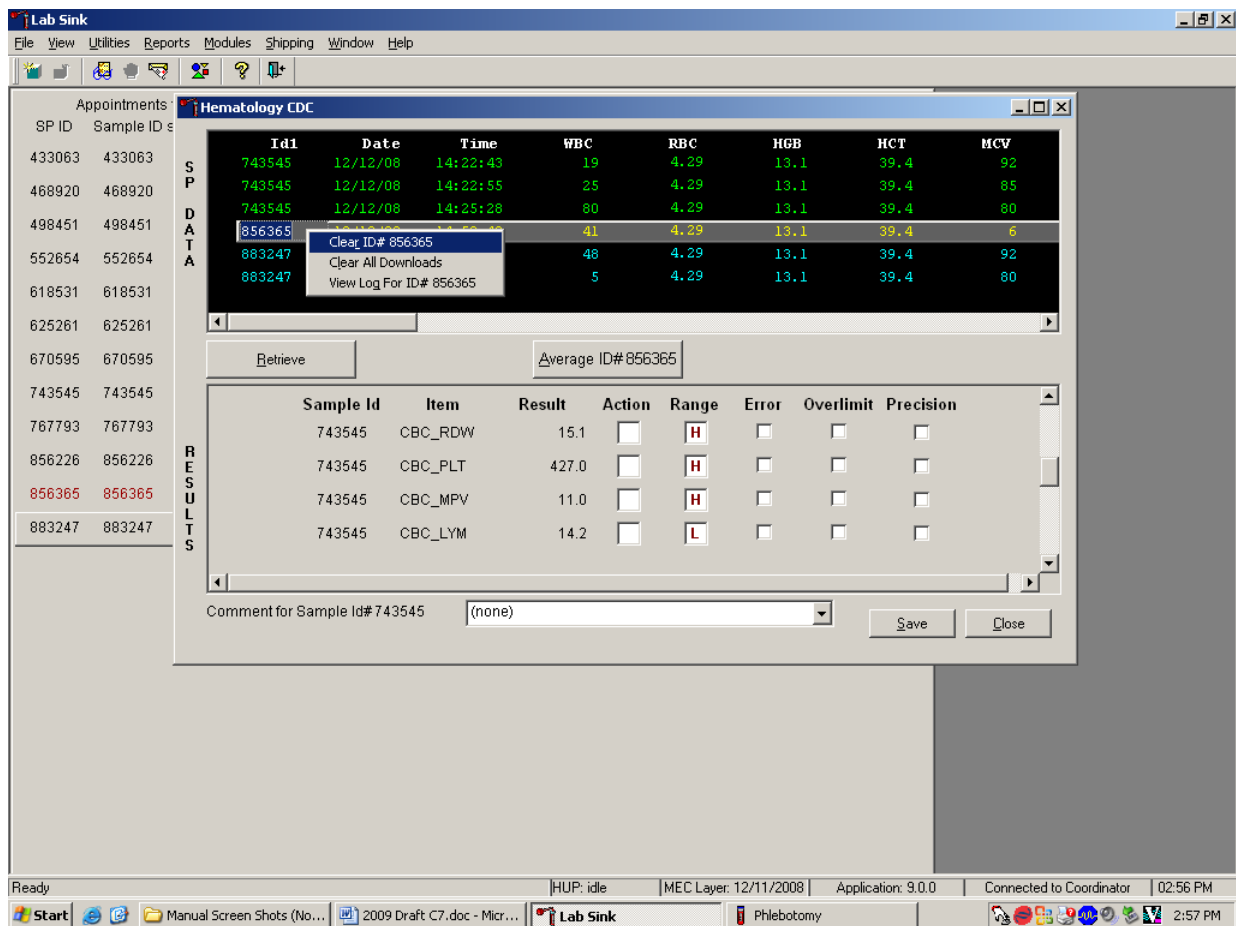 Lab Sink
File View Utilities Reports Modules Shipping Window Help
Appointments
SP ID Sample ID s
433063 433063
468920 468920
498451 498451
552654 552654
618531 618531
625261 625261
670595 670595
743545 743545
767793 767793
856226 856226
856365 856365
883247 883247
Hematology CDC
SP DATA
Id1 Date Time WBC RBC HGB HCT MCV
743545 12/12/08 14:22:43 19 4.29 13.1 39.4 92
743545 12/12/08 14:22:55 25 4.29 13.1 39.4 85
743545 12/12/08 14:25:28 80 4.29 13.1 39.4 80
856365 41 4.29 13.1 39.4 6
883247 48 4.29 13.1 39.4 92
883247 5 4.29 13.1 39.4 80
Clear ID# 856365
Clear All Downloads
View Log For ID# 856365
Retrieve Average ID# 856365
RESULTS
Sample Id Item Result Action Range Error Overlimit Precision
743545 CBC_RDW 15.1 H
743545 CBC_PLT 427.0 H
743545 CBC_MPV 11.0 H
743545 CBC_LYM 14.2 L
Comment for Sample Id# 743545 (none)
Save Close
Ready HUP: idle MEC Layer: 12/11/2008 Application: 9.0.0 Connected to Coordinator 02:56 PM
Start Manual Screen Shots (No... 2009 Draft C7.doc - Micr... Lab Sink Phlebotomy 2:57 PM